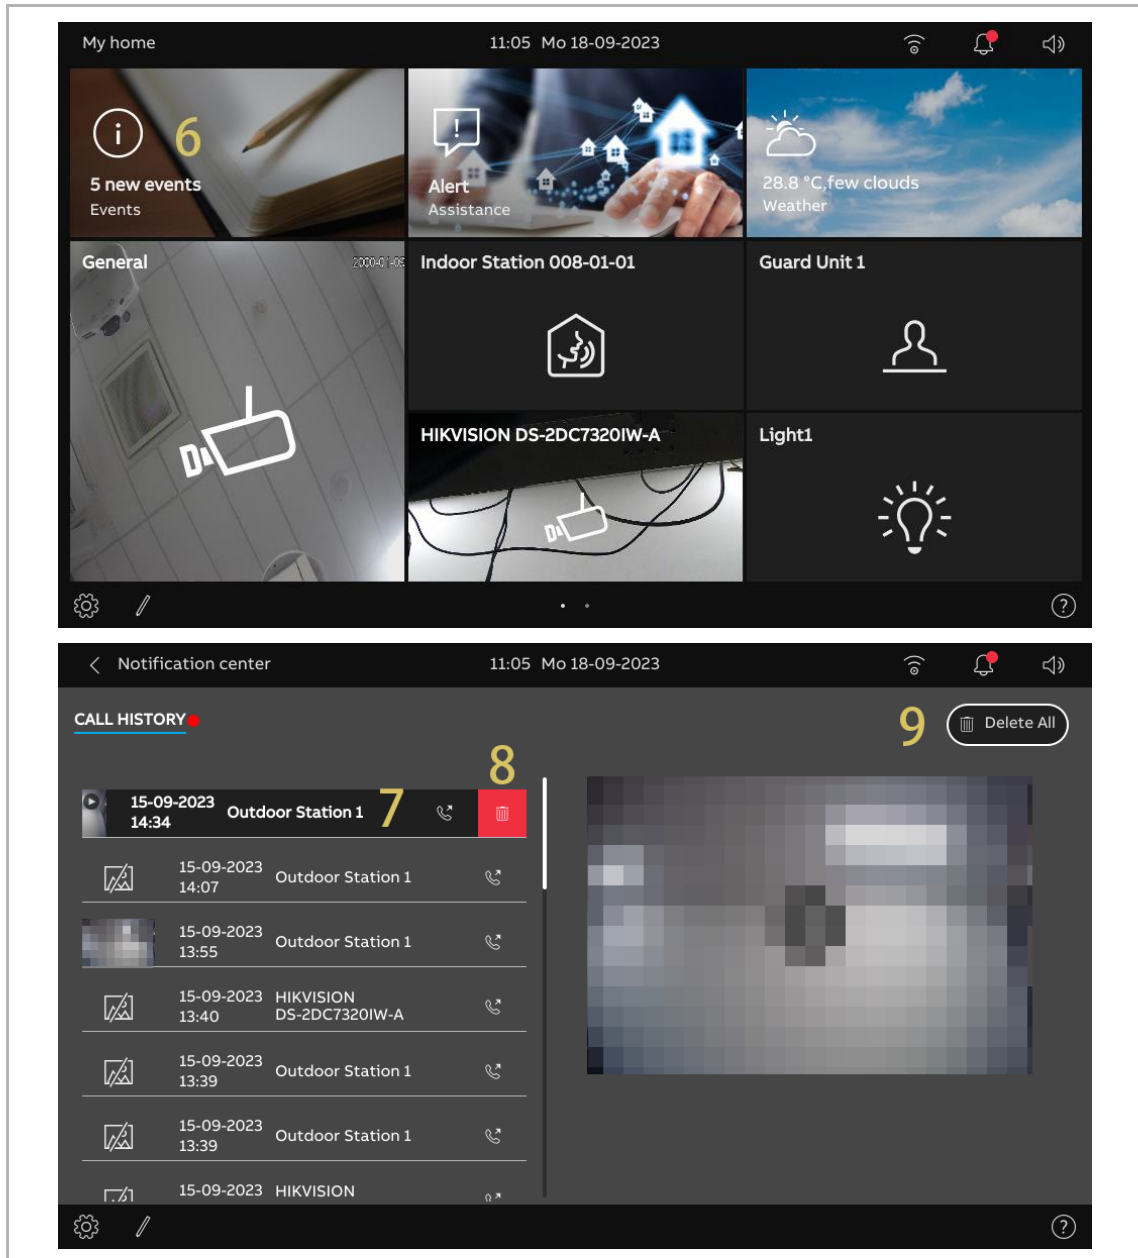 My home
11:05 Mo 18-09-2023
6
5 new events
Events
Alert
Assistance
28.8 °C,few clouds
Weather
General
Indoor Station 008-01-01
Guard Unit 1
HIKVISION DS-2DC7320IW-A
Light1
Notification center
11:05 Mo 18-09-2023
CALL HISTORY
9
Delete All
8
15-09-2023
14:34
Outdoor Station 1
7
15-09-2023
14:07
Outdoor Station 1
15-09-2023
13:55
Outdoor Station 1
15-09-2023
13:40
HIKVISION
DS-2DC7320IW-A
15-09-2023
13:39
Outdoor Station 1
15-09-2023
13:39
Outdoor Station 1
15-09-2023
HIKVISION